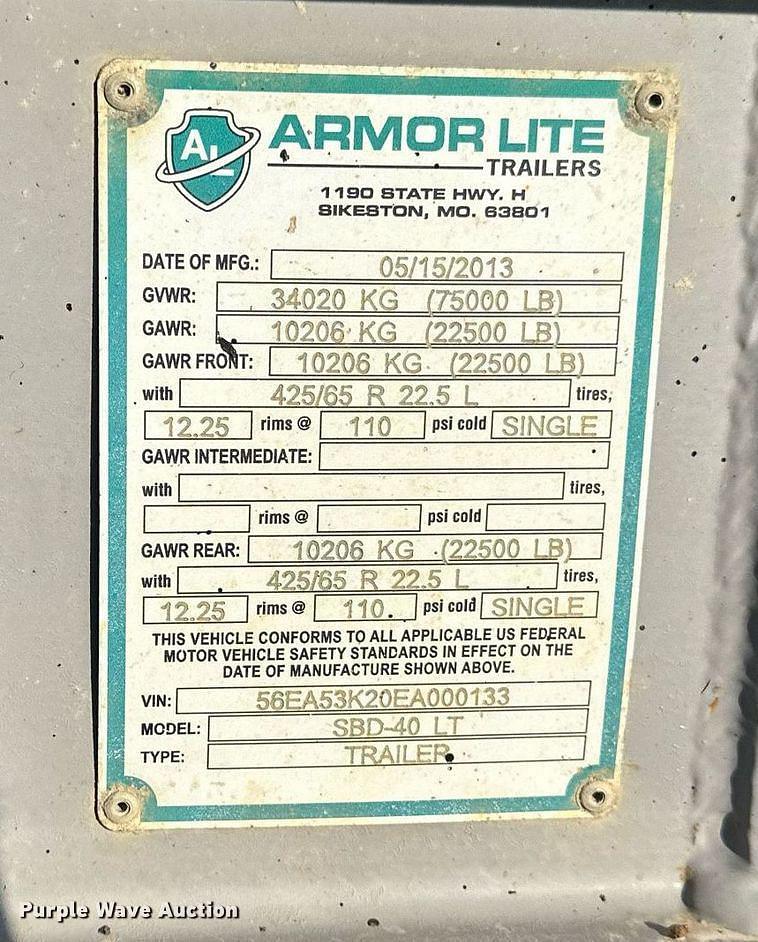 AL
ARMOR LITE
TRAILERS
1190 STATE HWY. H
SIKESTON, MO. 63801
DATE OF MFG.: 05/15/2013
GVWR: 34020 KG (75000 LB)
GAWR: 10206 KG (22500 LB)
GAWR FRONT: 10206 KG (22500 LB)
with 425/65 R 22.5 L tires,
12.25 rims @ 110 psi cold SINGLE
GAWR INTERMEDIATE:
with tires,
rims @ psi cold
GAWR REAR: 10206 KG (22500 LB)
with 425/65 R 22.5 L tires,
12.25 rims @ 110 psi cold SINGLE
THIS VEHICLE CONFORMS TO ALL APPLICABLE US FEDERAL
MOTOR VEHICLE SAFETY STANDARDS IN EFFECT ON THE
DATE OF MANUFACTURE SHOWN ABOVE.
VIN: 56EA53K20EA000133
MODEL: SBD-40 LT
TYPE: TRAILER
Purple Wave Auction